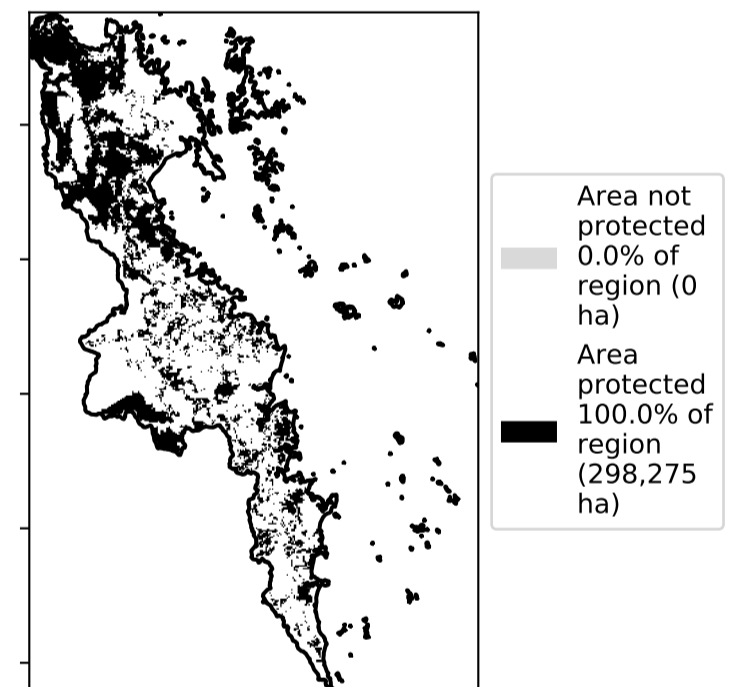 Area not
protected
0.0% of
region (0
ha)
Area
protected
100.0% of
region
(298,275
ha)